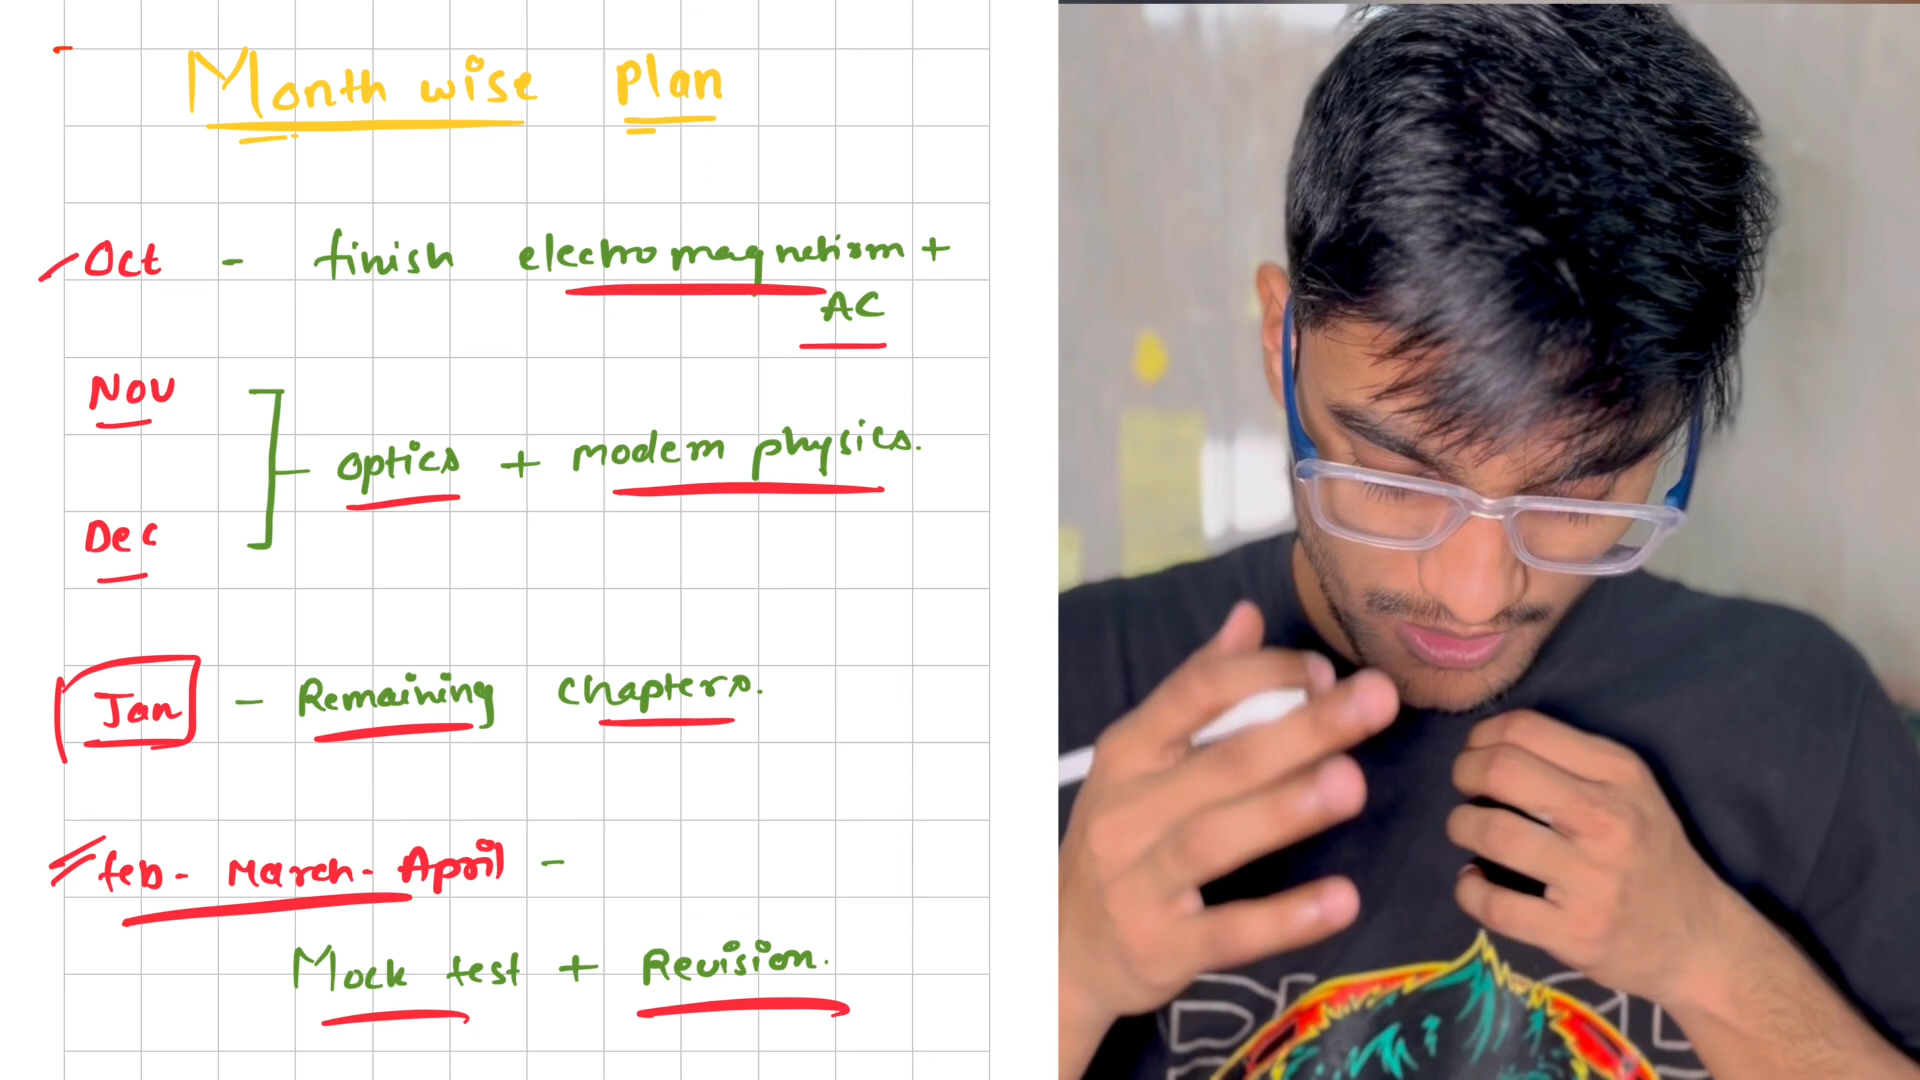 Month wise plan
Oct - finish electromagnetism +
AC
Nov
optics + modern physics.
Dec
Jan - Remaining chapters.
feb - March - April -
Mock test + Revision.